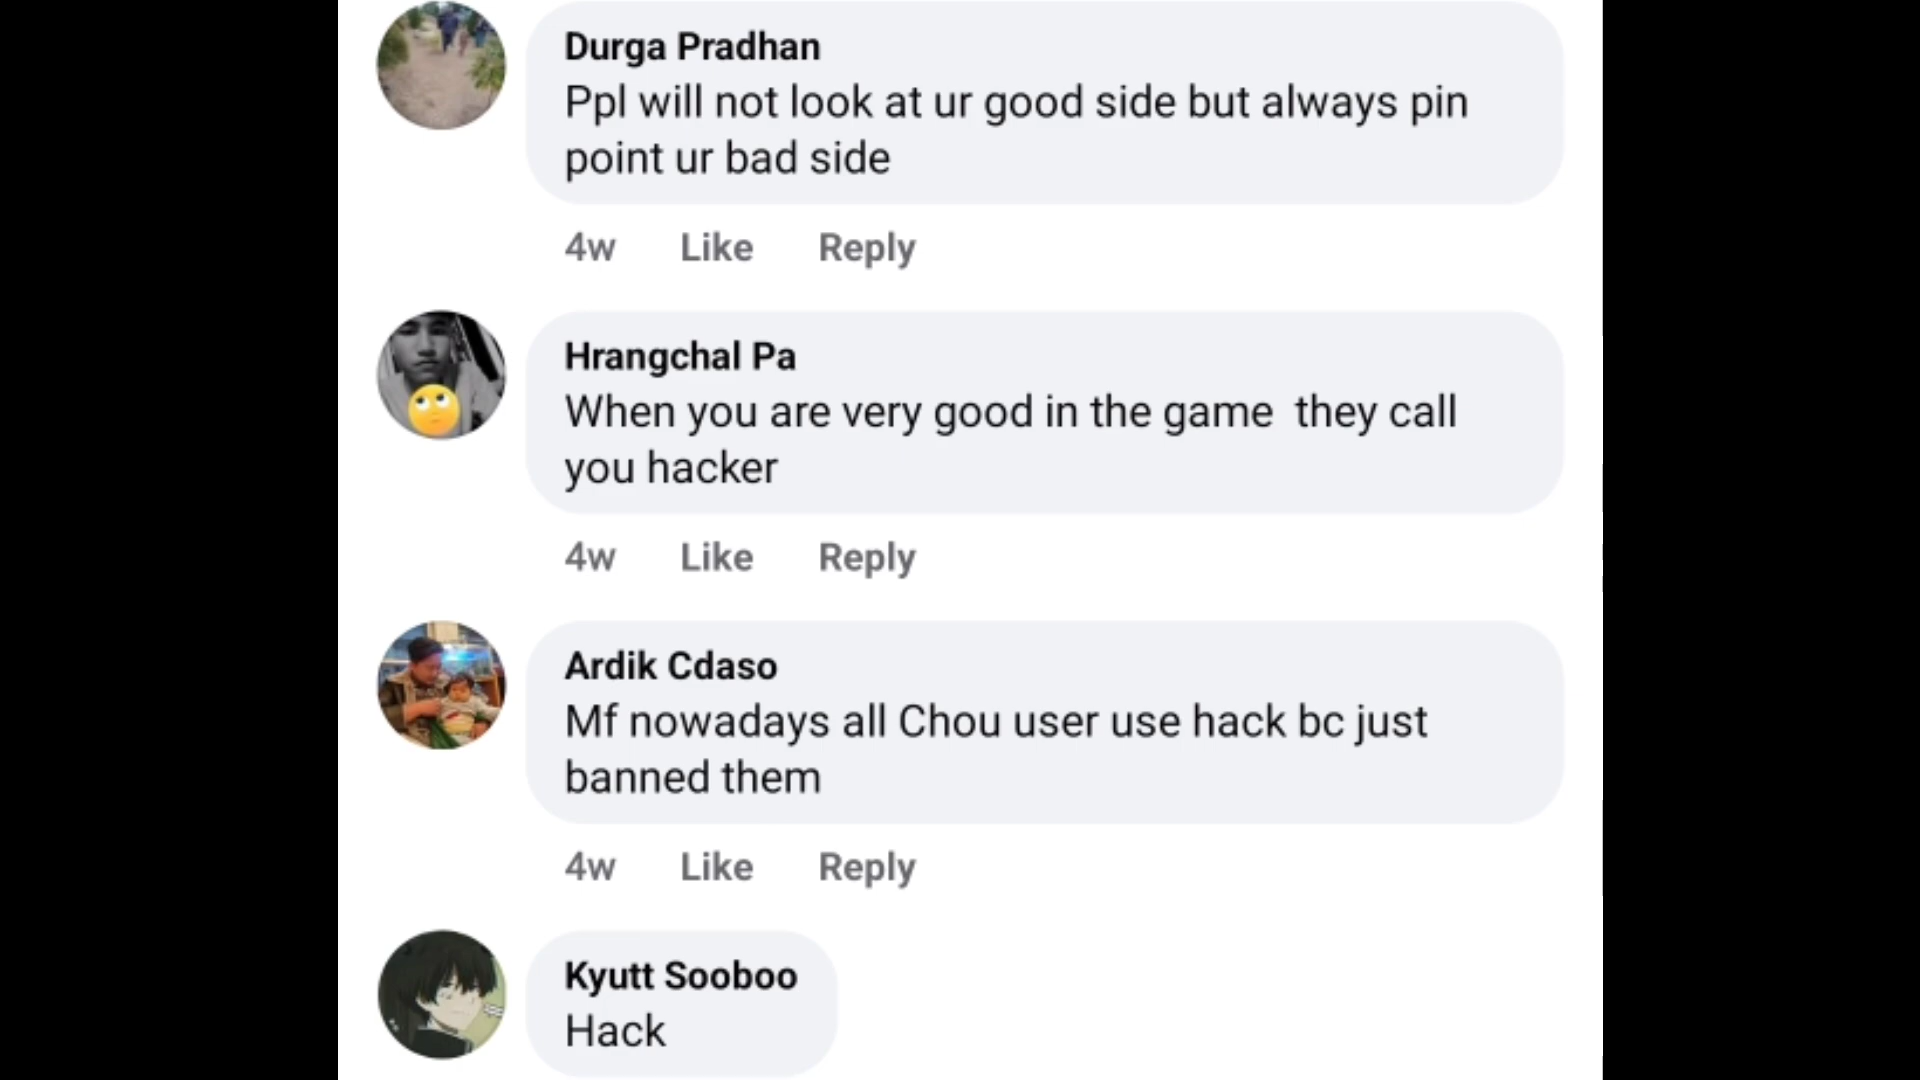 Durga Pradhan
Ppl will not look at ur good side but always pin
point ur bad side
4w Like Reply
Hrangchal Pa
When you are very good in the game  they call
you hacker
4w Like Reply
Ardik Cdaso
Mf nowadays all Chou user use hack bc just
banned them
4w Like Reply
Kyutt Sooboo
Hack